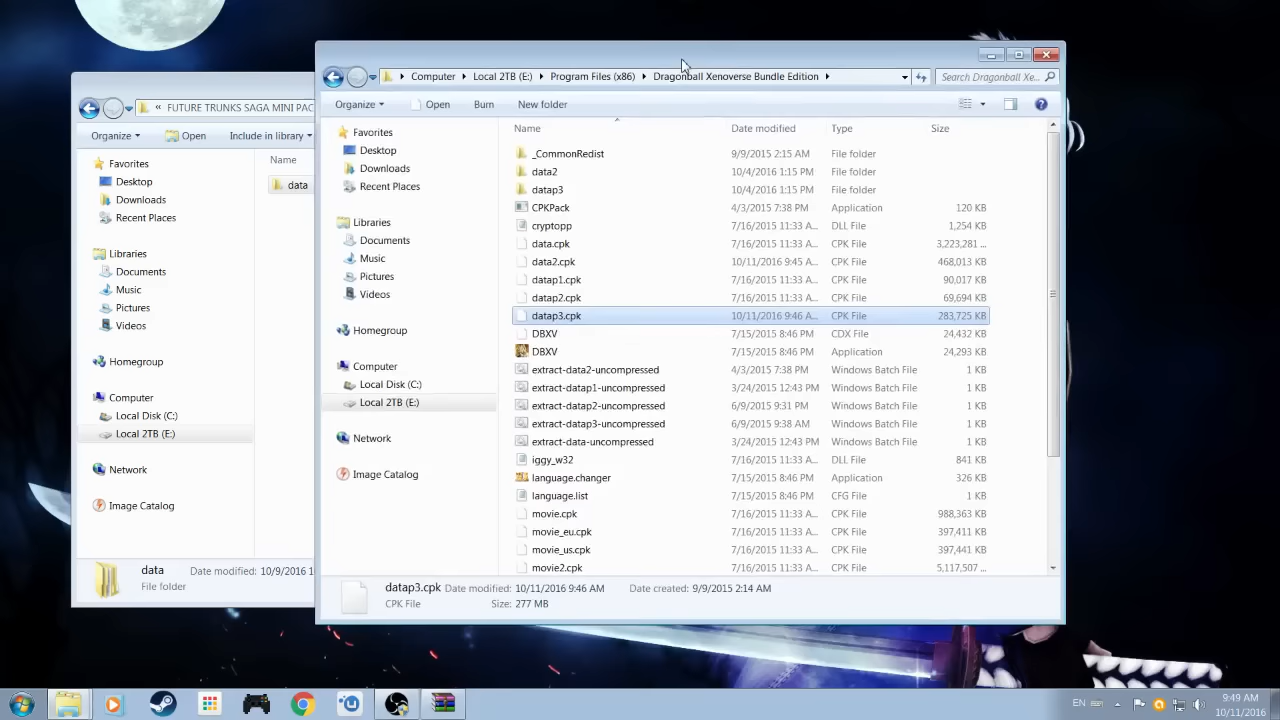 Computer Local 2TB (E:) Program Files (x86) Dragonball Xenoverse Bundle Edition Search Dragonball Xe...
Organize Open Burn New folder
Favorites
Desktop
Downloads
Recent Places
Libraries
Documents
Music
Pictures
Videos
Homegroup
Computer
Local Disk (C:)
Local 2TB (E:)
Network
Image Catalog
Name Date modified Type Size
_CommonRedist 9/9/2015 2:15 AM File folder
data2 10/4/2016 1:15 PM File folder
datap3 10/4/2016 1:15 PM File folder
CPKPack 4/3/2015 7:38 PM Application 120 KB
cryptopp 7/16/2015 11:33 A... DLL File 1,254 KB
data.cpk 7/16/2015 11:33 A... CPK File 3,223,281 ...
data2.cpk 10/11/2016 9:45 A... CPK File 468,013 KB
datap1.cpk 7/16/2015 11:33 A... CPK File 90,017 KB
datap2.cpk 7/16/2015 11:33 A... CPK File 69,694 KB
datap3.cpk 10/11/2016 9:46 A... CPK File 283,725 KB
DBXV 7/15/2015 8:46 PM CDX File 24,432 KB
DBXV 7/15/2015 8:46 PM Application 24,293 KB
extract-data2-uncompressed 4/3/2015 7:38 PM Windows Batch File 1 KB
extract-datap1-uncompressed 3/24/2015 12:43 PM Windows Batch File 1 KB
extract-datap2-uncompressed 6/9/2015 9:31 PM Windows Batch File 1 KB
extract-datap3-uncompressed 6/9/2015 9:38 AM Windows Batch File 1 KB
extract-data-uncompressed 3/24/2015 12:43 PM Windows Batch File 1 KB
iggy_w32 7/16/2015 11:33 A... DLL File 841 KB
language.changer 7/15/2015 8:46 PM Application 326 KB
language.list 7/15/2015 8:46 PM CFG File 1 KB
movie.cpk 7/16/2015 11:33 A... CPK File 988,363 KB
movie_eu.cpk 7/16/2015 11:33 A... CPK File 397,411 KB
movie_us.cpk 7/16/2015 11:33 A... CPK File 397,441 KB
movie2.cpk 7/16/2015 11:33 A... CPK File 5,117,507 ...
datap3.cpk Date modified: 10/11/2016 9:46 AM Date created: 9/9/2015 2:14 AM
CPK File Size: 277 MB
« FUTURE TRUNKS SAGA MINI PAC
Organize Open Include in library
Favorites
Desktop
Downloads
Recent Places
Libraries
Documents
Music
Pictures
Videos
Homegroup
Computer
Local Disk (C:)
Local 2TB (E:)
Network
Image Catalog
Name
data
data Date modified: 10/9/2016 1
File folder
EN 9:49 AM
10/11/2016